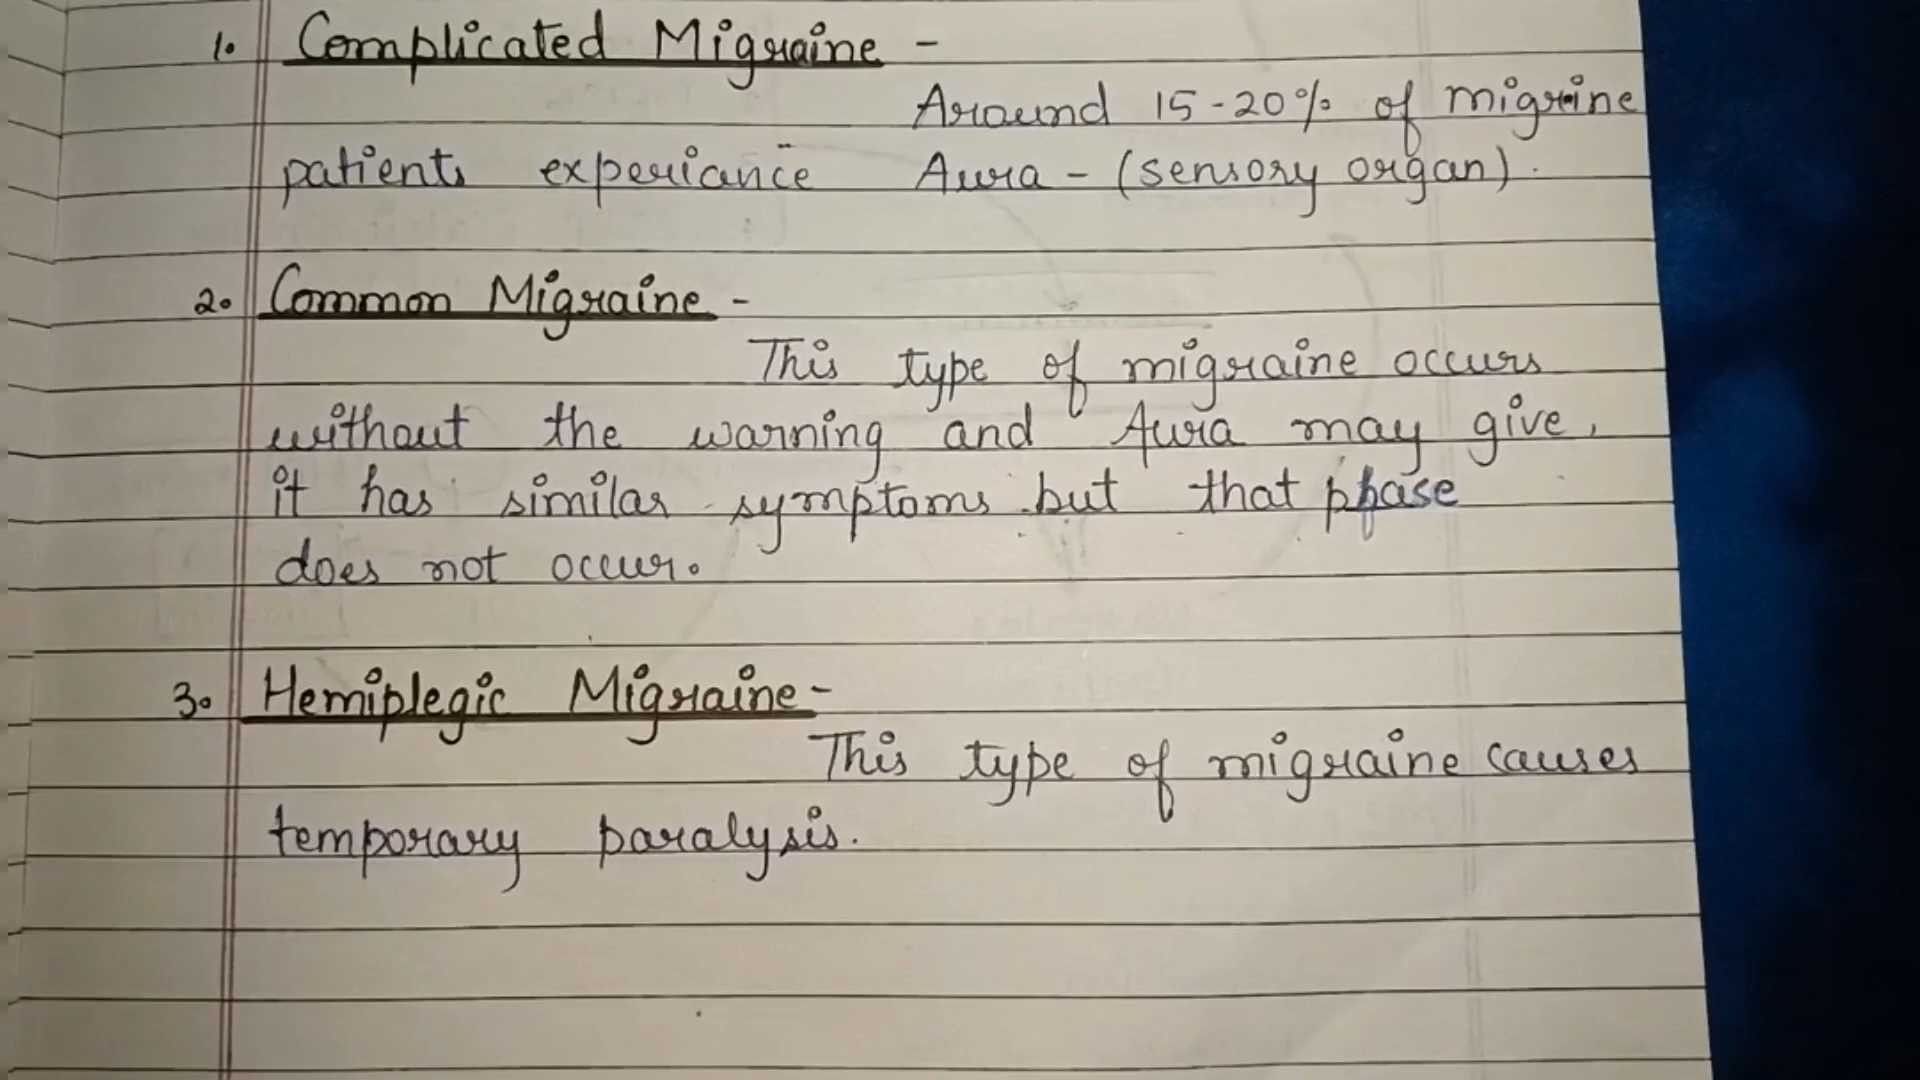 1. Complicated Migraine -
Around 15-20% of migraine
patients experiance Aura - (sensory organ).
2. Common Migraine -
This type of migraine occurs
without the warning and Aura may give,
it has similar symptoms but that phase
does not occur.
3. Hemiplegic Migraine -
This type of migraine causes
temporary paralysis.